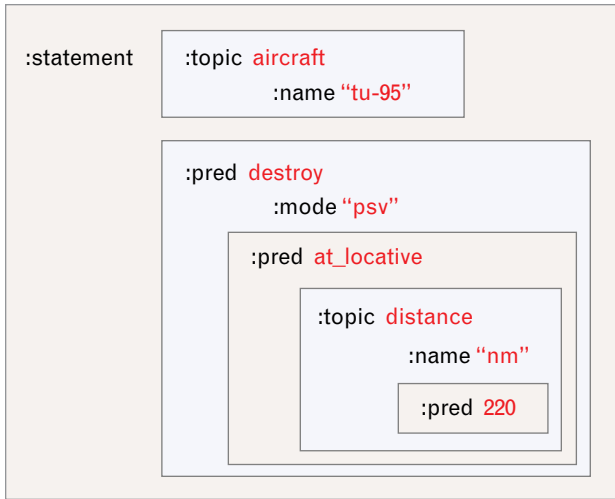 :statement :topic aircraft
:name “tu-95”
:pred destroy
:mode “psv”
:pred at_locative
:topic distance
:name “nm”
:pred 220